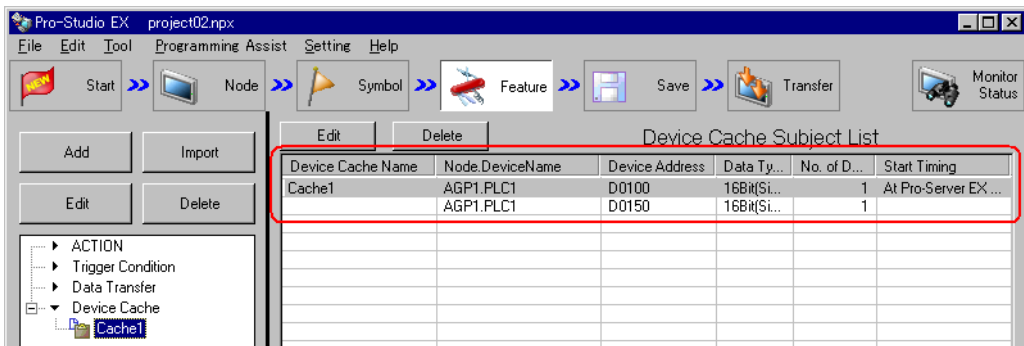 Pro-Studio EX project02.npx
File Edit Tool Programming Assist Setting Help
NEW Start Node Symbol Feature Save Transfer Monitor Status
Add Import
Edit Delete
Edit Delete Device Cache Subject List
Device Cache Name Node.DeviceName Device Address Data Ty... No. of D... Start Timing
Cache1 AGP1.PLC1 D0100 16Bit(Si... 1 At Pro-Server EX ...
AGP1.PLC1 D0150 16Bit(Si... 1
ACTION
Trigger Condition
Data Transfer
Device Cache
Cache1